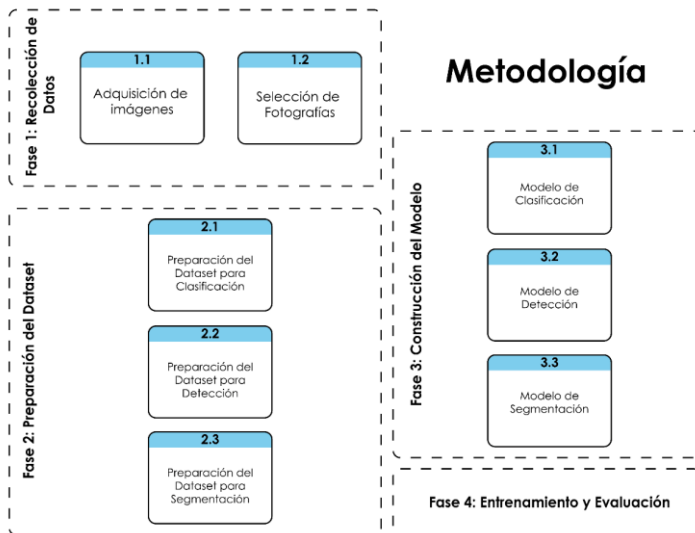 Fase 1: Recolección de
Datos
1.1
Adquisición de
imágenes
1.2
Selección de
Fotografías
Metodología
Fase 2: Preparación del Dataset
2.1
Preparación del
Dataset para
Clasificación
2.2
Preparación del
Dataset para
Detección
2.3
Preparación del
Dataset para
Segmentación
Fase 3: Construcción del Modelo
3.1
Modelo de
Clasificación
3.2
Modelo de
Detección
3.3
Modelo de
Segmentación
Fase 4: Entrenamiento y Evaluación